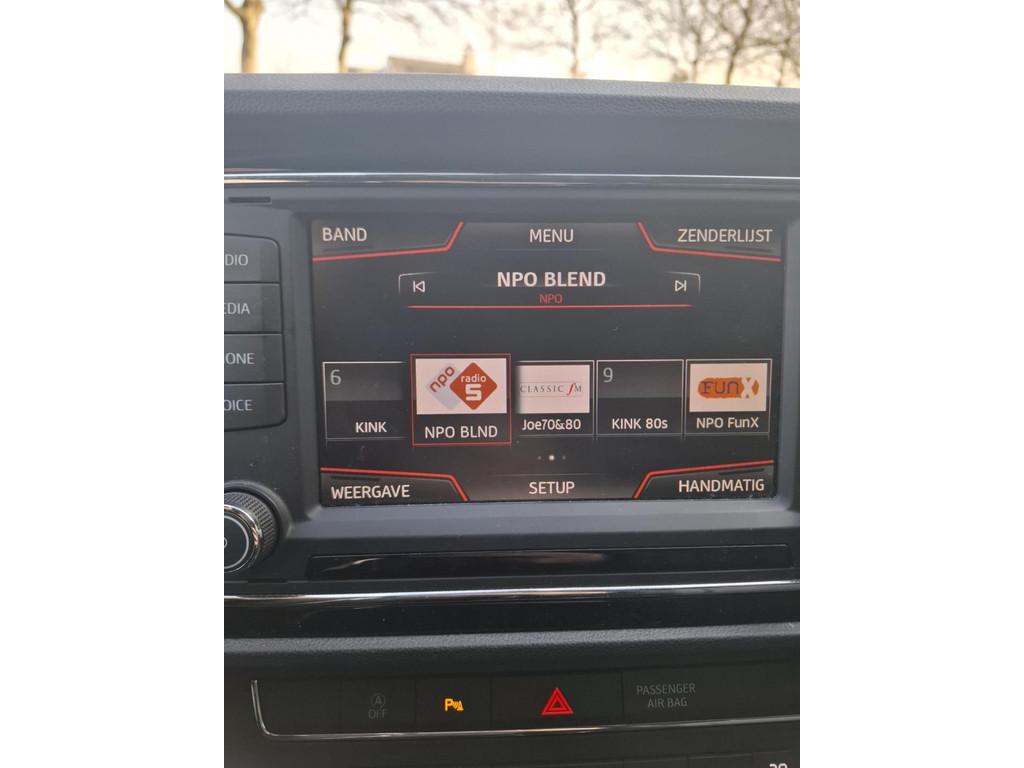 BAND MENU ZENDERLIJST
NPO BLEND
NPO
DIO
EDIA
ONE
OICE
6
KINK
npo radio 5
NPO BLND
CLASSIC fM
Joe70&80
9
KINK 80s
FUNX
NPO FunX
WEERGAVE SETUP HANDMATIG
A
OFF
P
PASSENGER
AIR BAG